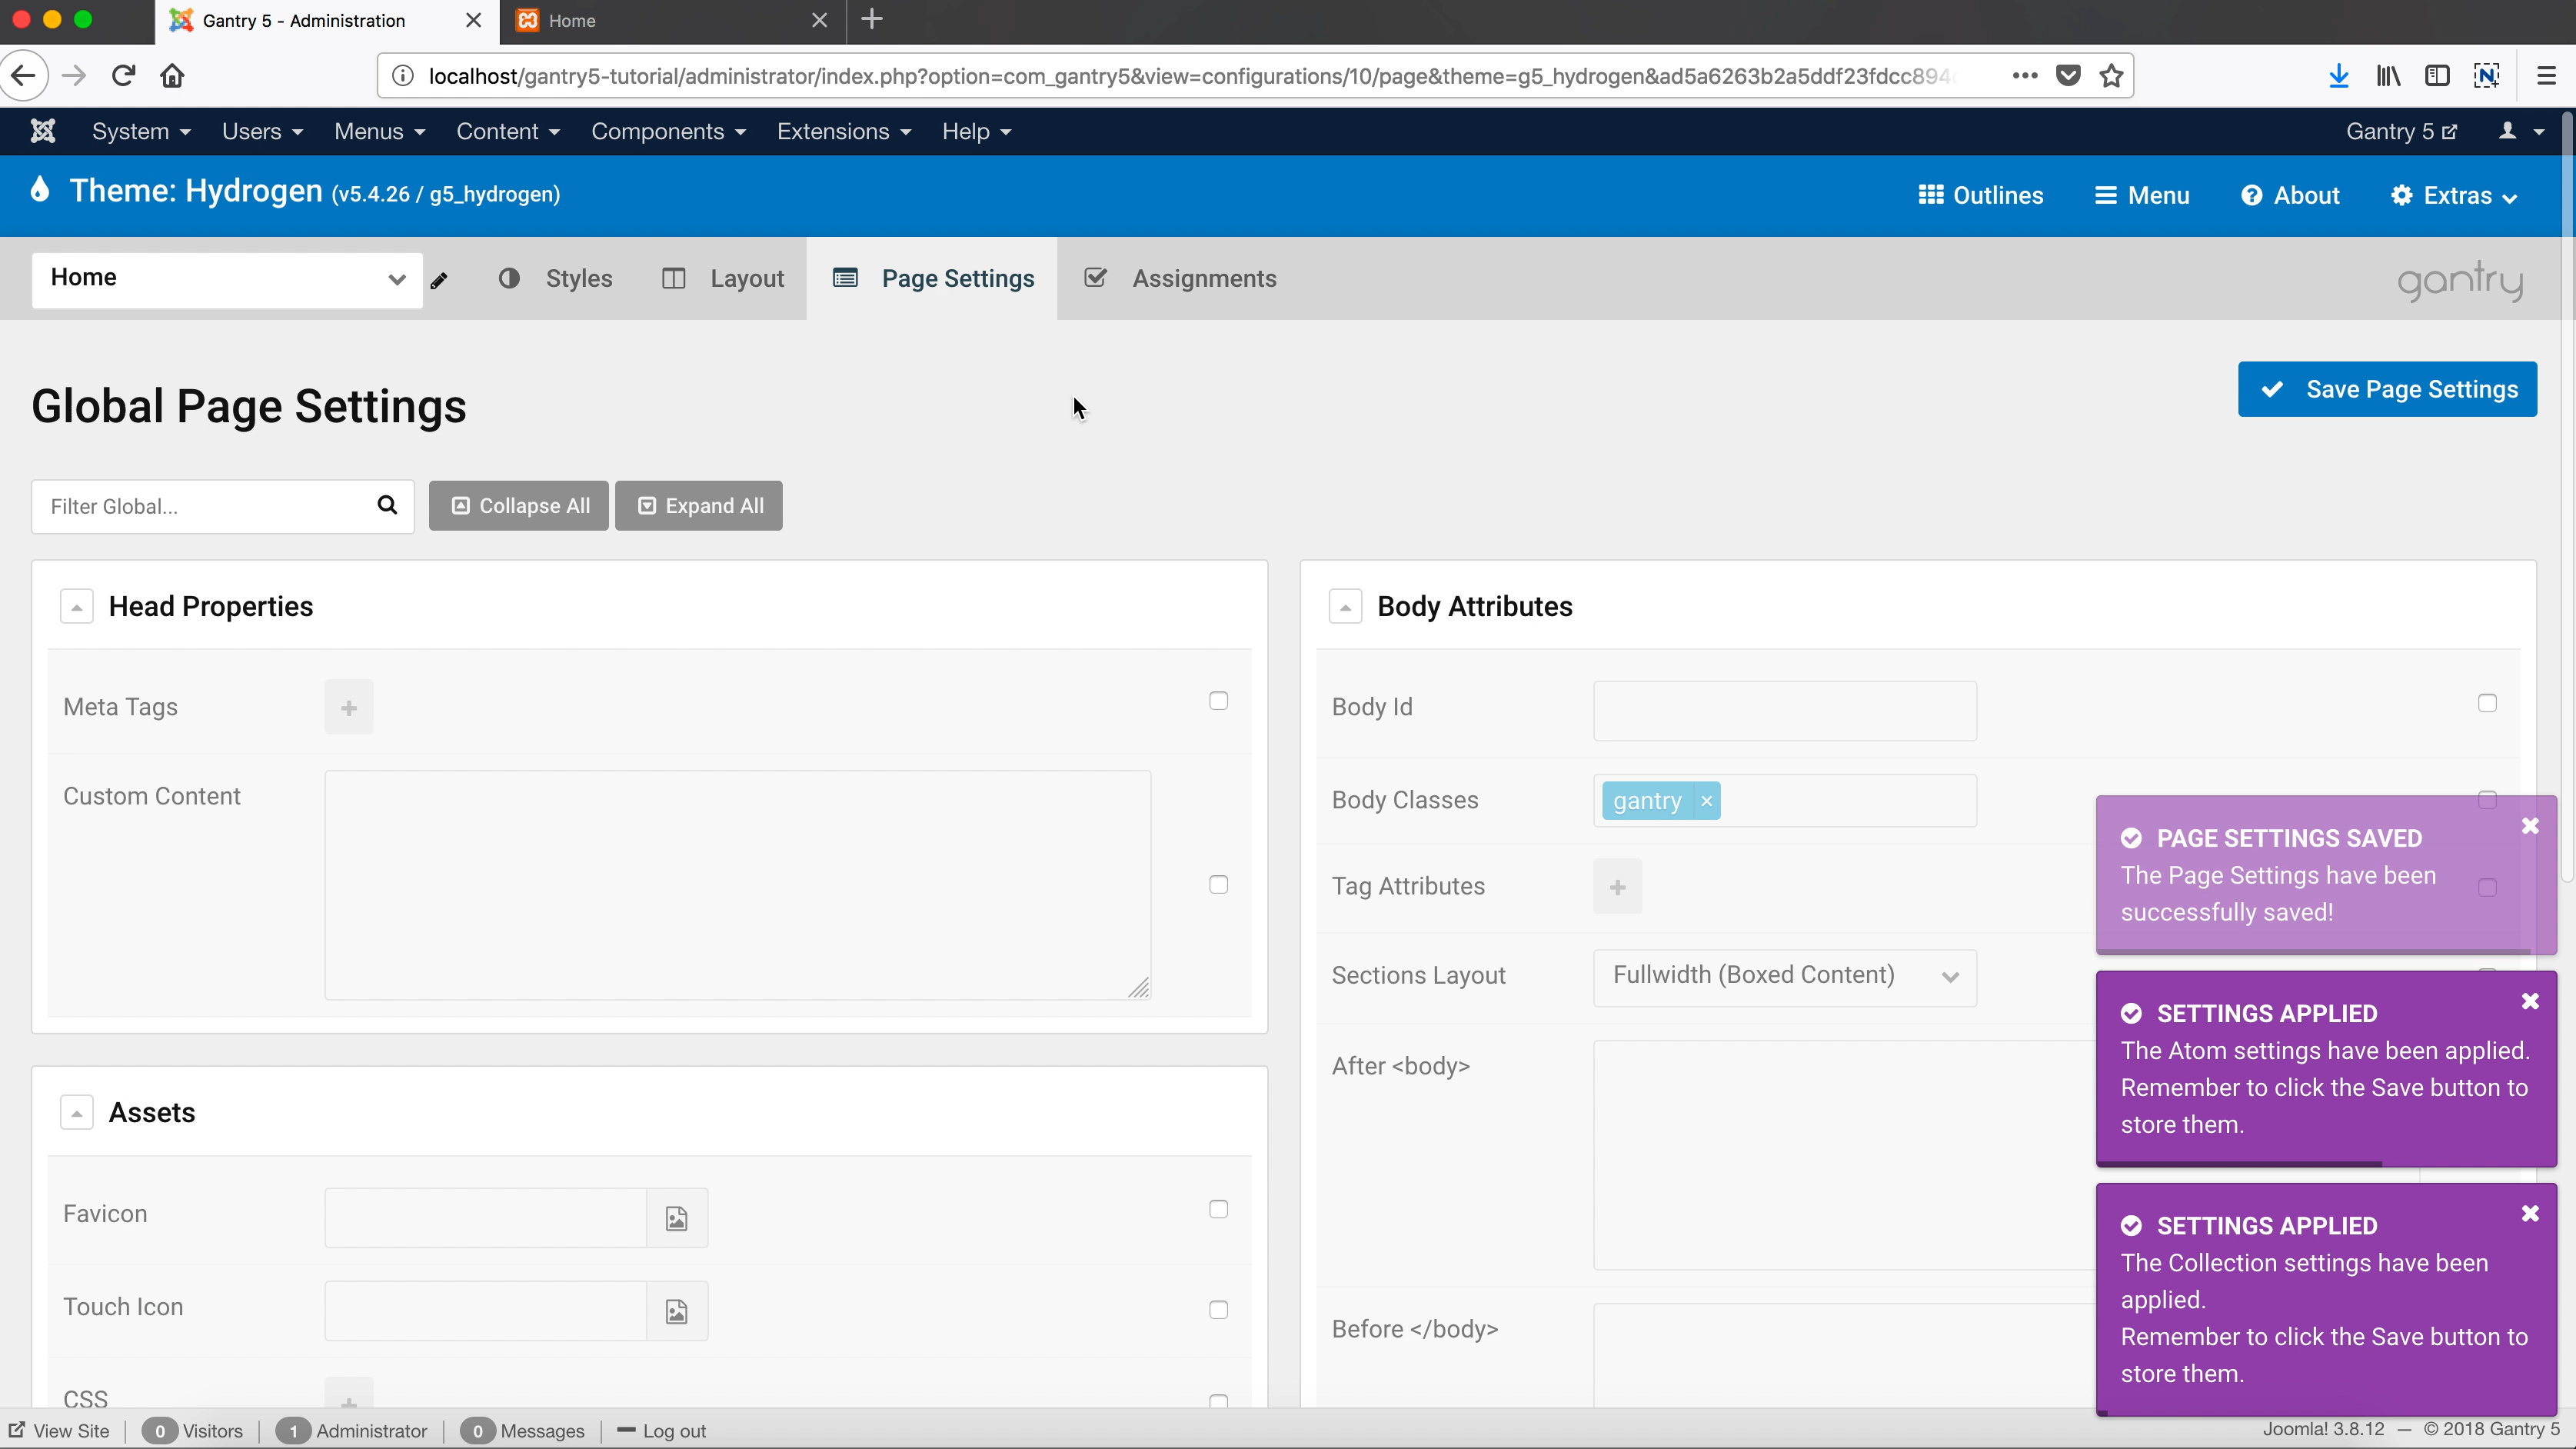 Gantry 5 - Administration
Home
localhost/gantry5-tutorial/administrator/index.php?option=com_gantry5&view=configurations/10/page&theme=g5_hydrogen&ad5a6263b2a5ddf23fdcc894
System Users Menus Content Components Extensions Help Gantry 5
Theme: Hydrogen (v5.4.26 / g5_hydrogen) Outlines Menu About Extras
Home Styles Layout Page Settings Assignments gantry
Global Page Settings
Save Page Settings
Filter Global... Collapse All Expand All
Head Properties
Meta Tags
Custom Content
Assets
Favicon
Touch Icon
CSS
Body Attributes
Body Id
Body Classes gantry ×
Tag Attributes
Sections Layout Fullwidth (Boxed Content)
After <body>
Before </body>
PAGE SETTINGS SAVED
The Page Settings have been
successfully saved!
SETTINGS APPLIED
The Atom settings have been applied.
Remember to click the Save button to
store them.
SETTINGS APPLIED
The Collection settings have been
applied.
Remember to click the Save button to
store them.
View Site 0 Visitors 1 Administrator 0 Messages Log out Joomla! 3.8.12 — © 2018 Gantry 5